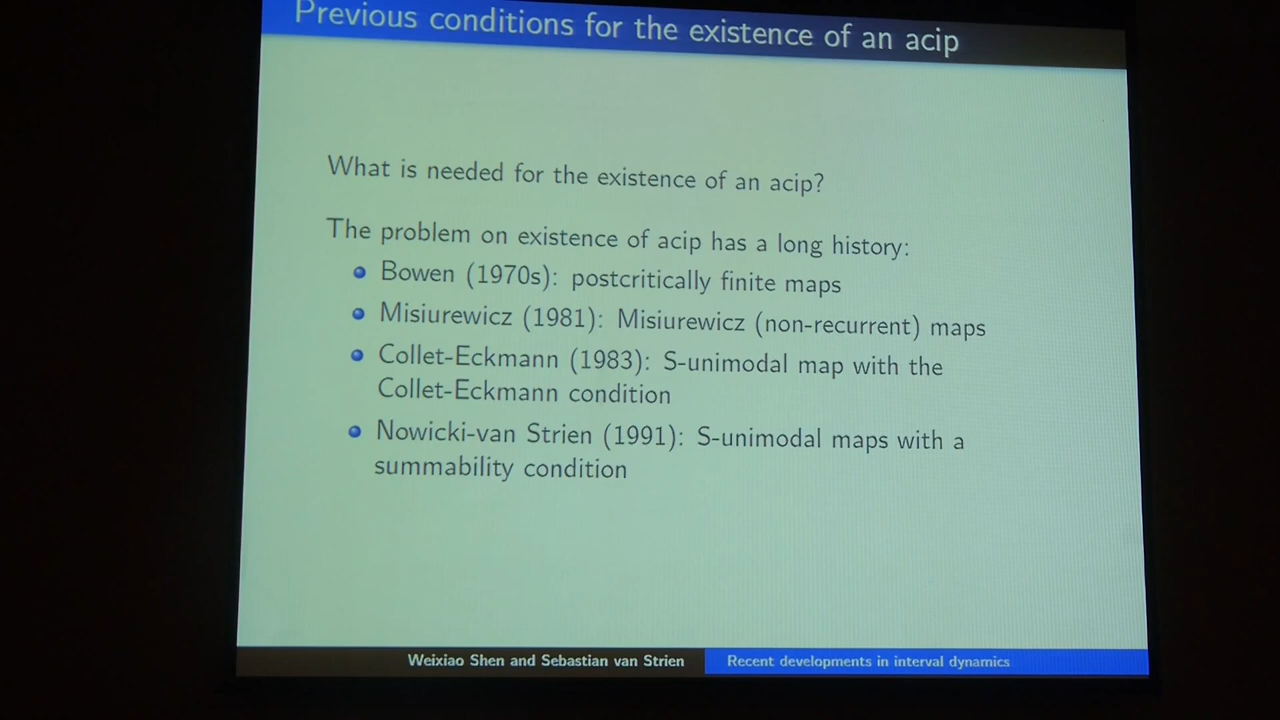 Previous conditions for the existence of an acip
What is needed for the existence of an acip?
The problem on existence of acip has a long history:
Bowen (1970s): postcritically finite maps
Misiurewicz (1981): Misiurewicz (non-recurrent) maps
Collet-Eckmann (1983): S-unimodal map with the
Collet-Eckmann condition
Nowicki-van Strien (1991): S-unimodal maps with a
summability condition
Weixiao Shen and Sebastian van Strien
Recent developments in interval dynamics